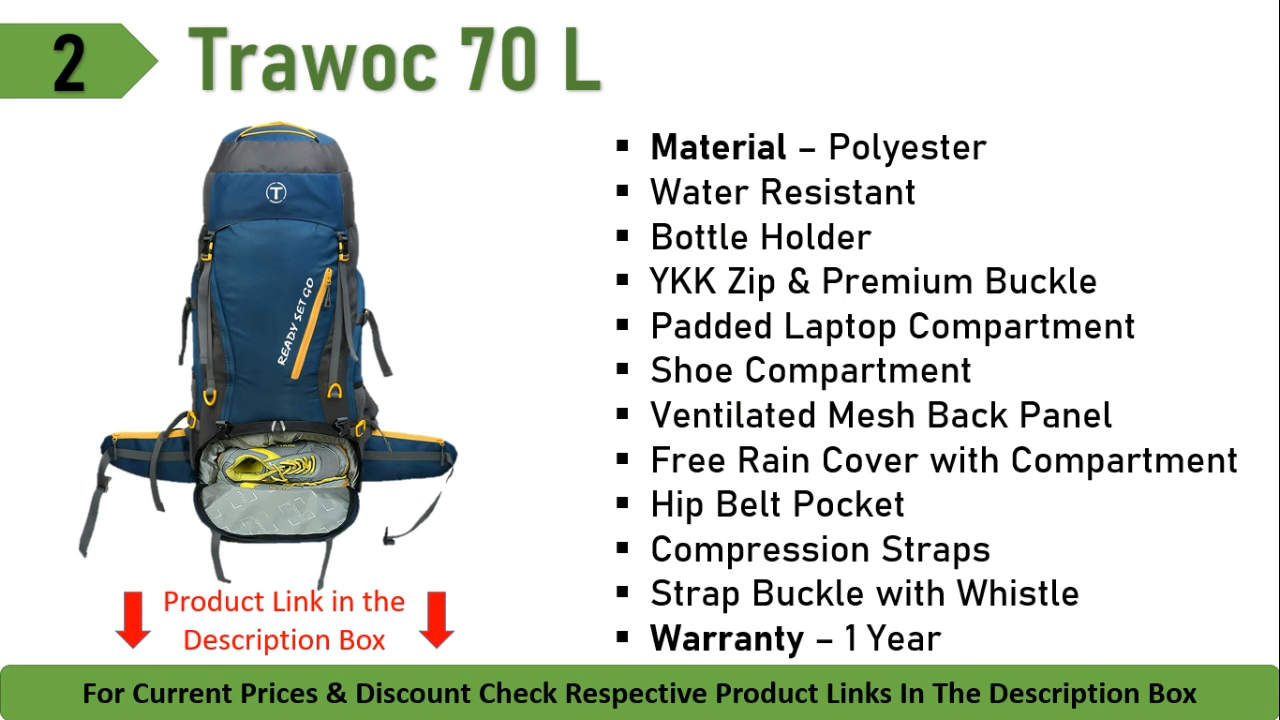 2
Trawoc 70 L
T
READY SET GO
▪ Material – Polyester
▪ Water Resistant
▪ Bottle Holder
▪ YKK Zip & Premium Buckle
▪ Padded Laptop Compartment
▪ Shoe Compartment
▪ Ventilated Mesh Back Panel
▪ Free Rain Cover with Compartment
▪ Hip Belt Pocket
▪ Compression Straps
▪ Strap Buckle with Whistle
▪ Warranty – 1 Year
Product Link in the
Description Box
For Current Prices & Discount Check Respective Product Links In The Description Box